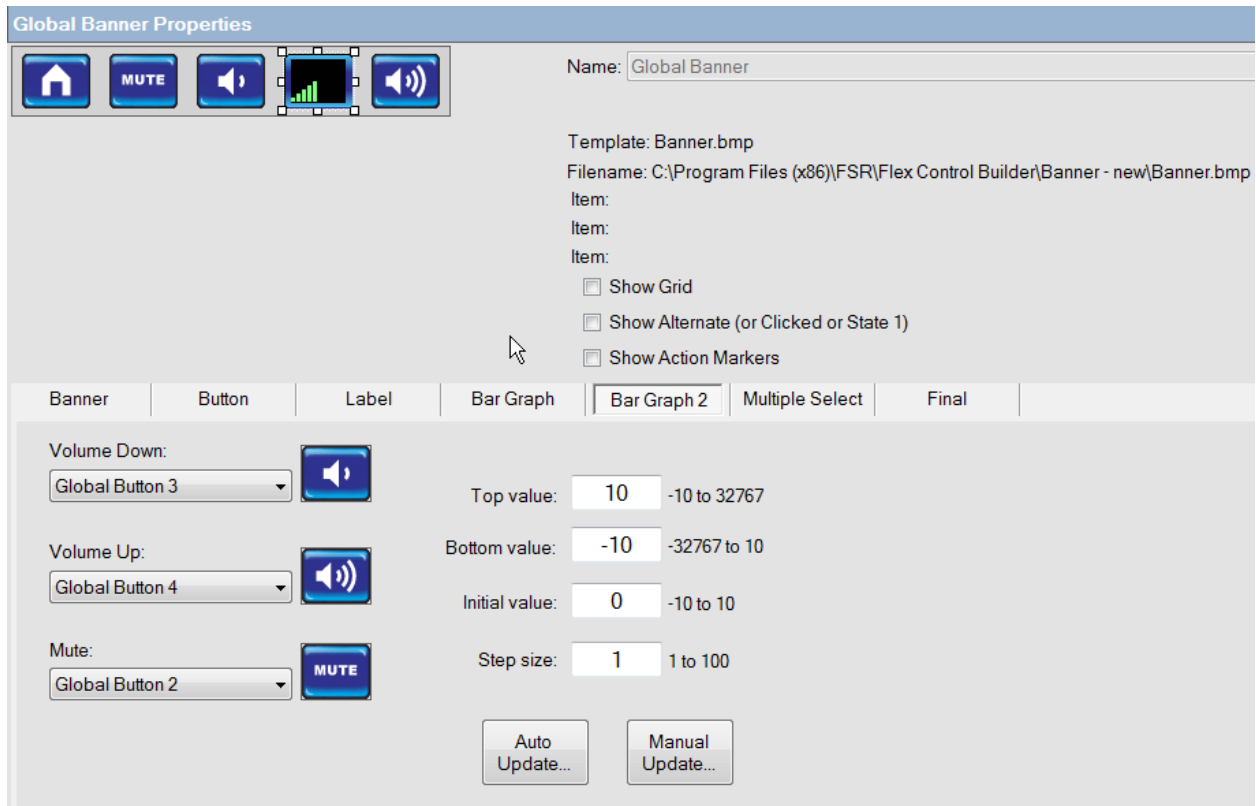 Global Banner Properties
MUTE
Name: Global Banner
Template: Banner.bmp
Filename: C:\Program Files (x86)\FSR\Flex Control Builder\Banner - new\Banner.bmp
Item:
Item:
Item:
Show Grid
Show Alternate (or Clicked or State 1)
Show Action Markers
Banner Button Label Bar Graph Bar Graph 2 Multiple Select Final
Volume Down:
Global Button 3
Volume Up:
Global Button 4
Mute:
Global Button 2
MUTE
Top value: 10 -10 to 32767
Bottom value: -10 -32767 to 10
Initial value: 0 -10 to 10
Step size: 1 1 to 100
Auto
Update...
Manual
Update...